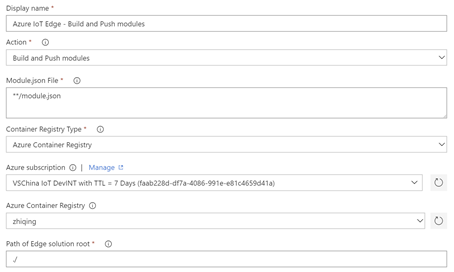 Display name *
Azure IoT Edge - Build and Push modules
Action *
Build and Push modules
Module.json File *
**/module.json
Container Registry Type *
Azure Container Registry
Azure subscription | Manage
VSChina IoT DevINT with TTL = 7 Days (faab228d-df7a-4086-991e-e81c4659d41a)
Azure Container Registry
zhiqing
Path of Edge solution root *
./